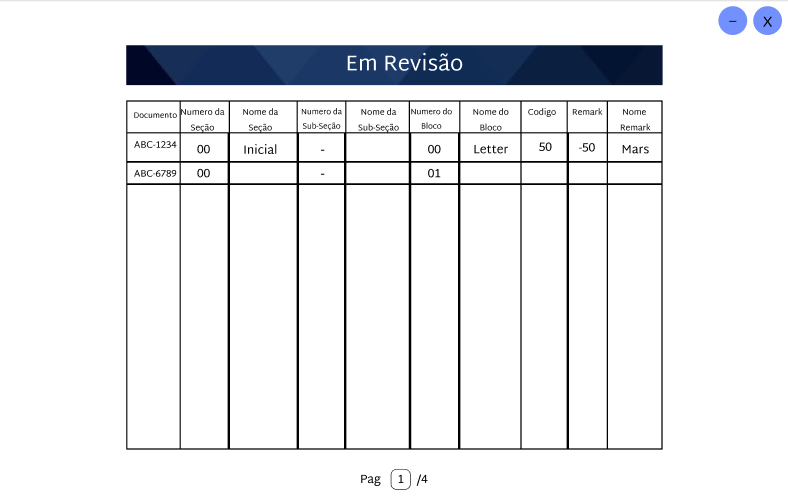 – X
Em Revisão
Documento Numero da Seção Nome da Seção Numero da Sub-Seção Nome da Sub-Seção Numero do Bloco Nome do Bloco Codigo Remark Nome Remark
ABC-1234 00 Inicial - 00 Letter 50 -50 Mars
ABC-6789 00 - 01
Pag 1 /4